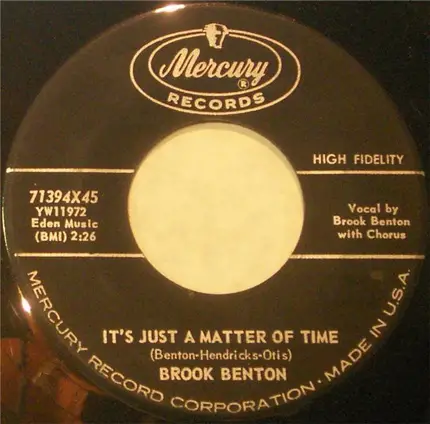 Mercury
®
RECORDS
HIGH FIDELITY
71394X45
YW11972
Eden Music
(BMI) 2:26
Vocal by
Brook Benton
with Chorus
IT'S JUST A MATTER OF TIME
(Benton-Hendricks-Otis)
BROOK BENTON
MERCURY RECORD CORPORATION • MADE IN U.S.A.